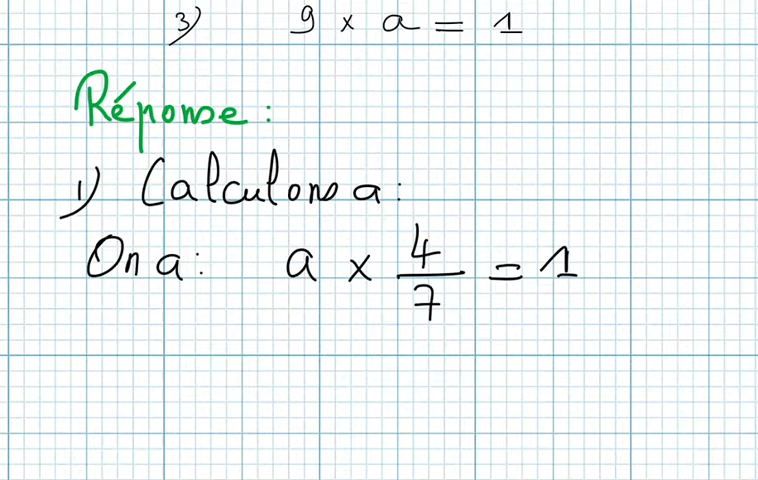 3) 9 × a = 1
Réponse :
1) Calculons a :
On a : a × 4/7 = 1